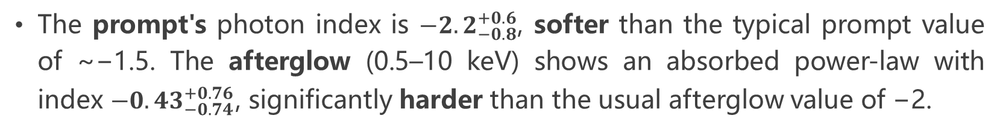 • The prompt's photon index is −2.2^{+0.6}_{−0.8}, softer than the typical prompt value
of ~−1.5. The afterglow (0.5–10 keV) shows an absorbed power-law with
index −0.43^{+0.76}_{−0.74}, significantly harder than the usual afterglow value of −2.